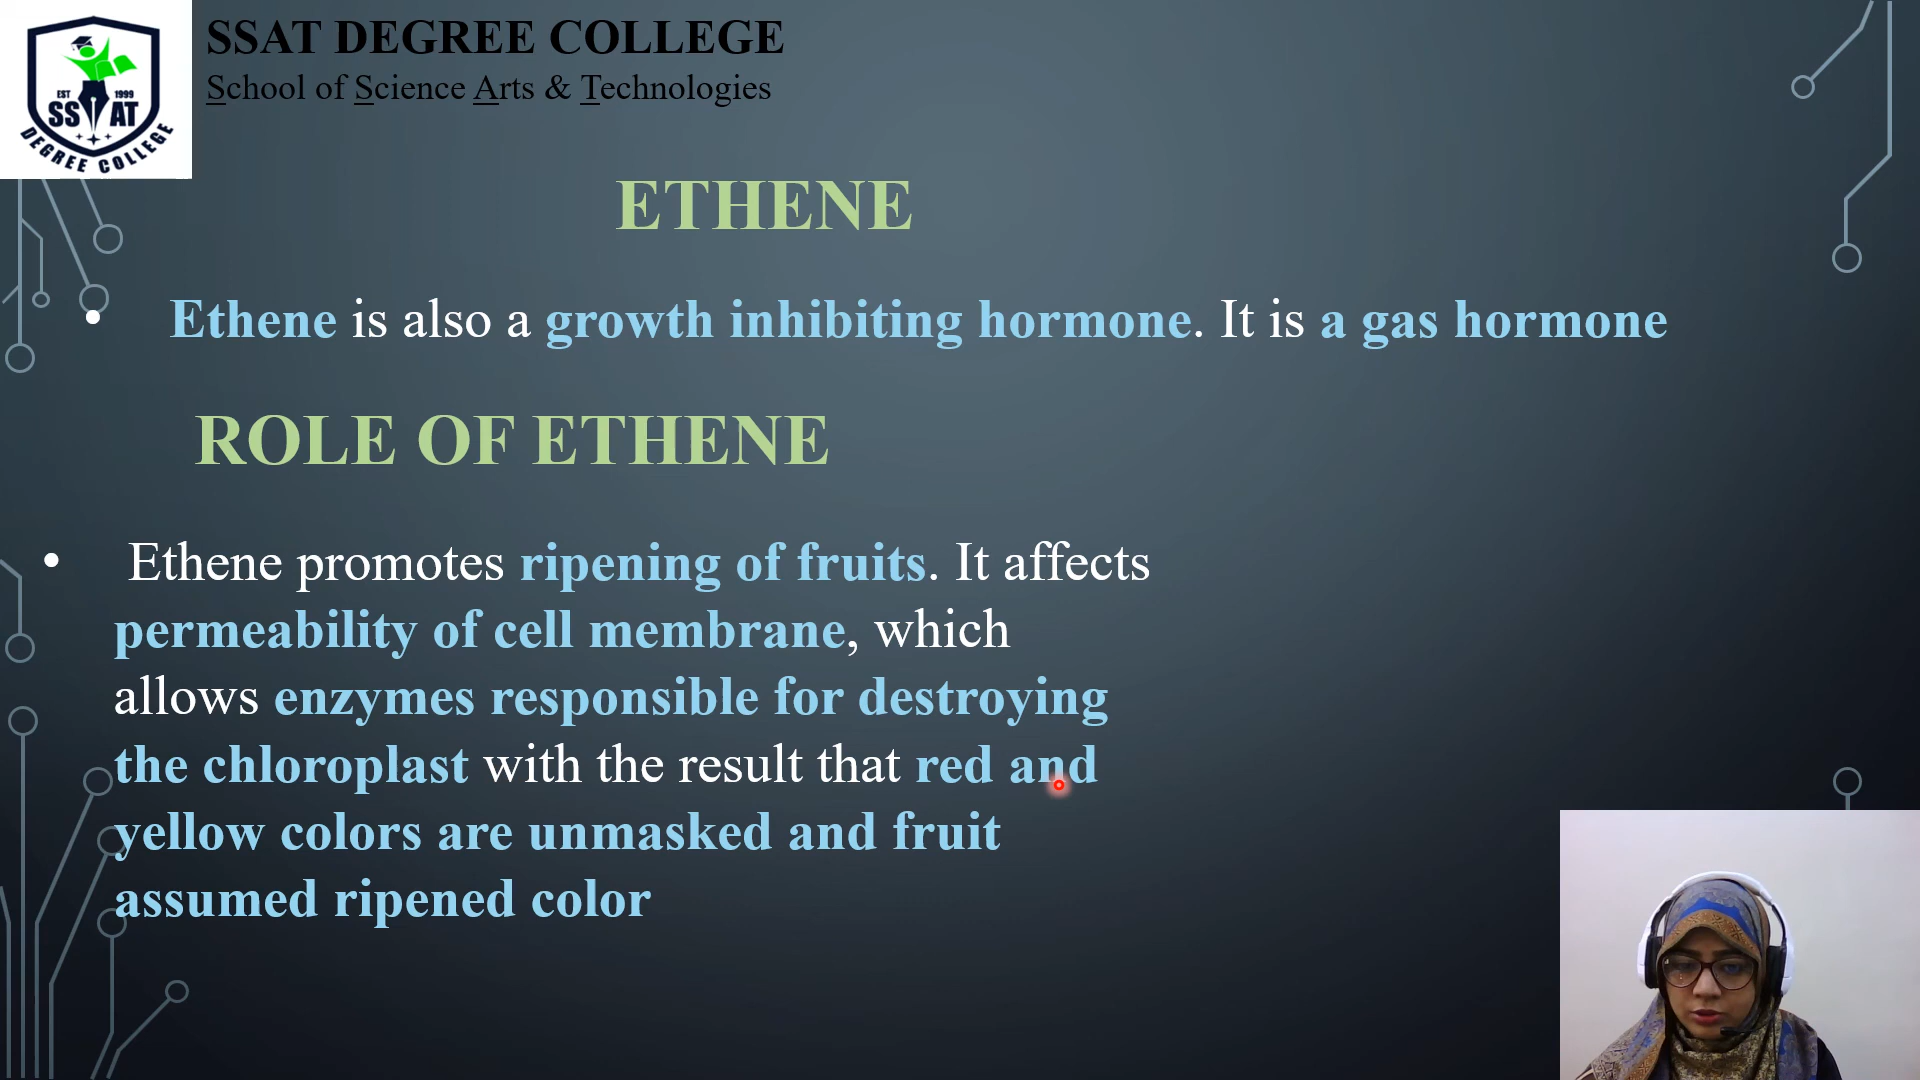 SSAT DEGREE COLLEGE
School of Science Arts & Technologies
EST 1999
SS AT
DEGREE COLLEGE
ETHENE
• Ethene is also a growth inhibiting hormone. It is a gas hormone
ROLE OF ETHENE
• Ethene promotes ripening of fruits. It affects
permeability of cell membrane, which
allows enzymes responsible for destroying
the chloroplast with the result that red and
yellow colors are unmasked and fruit
assumed ripened color